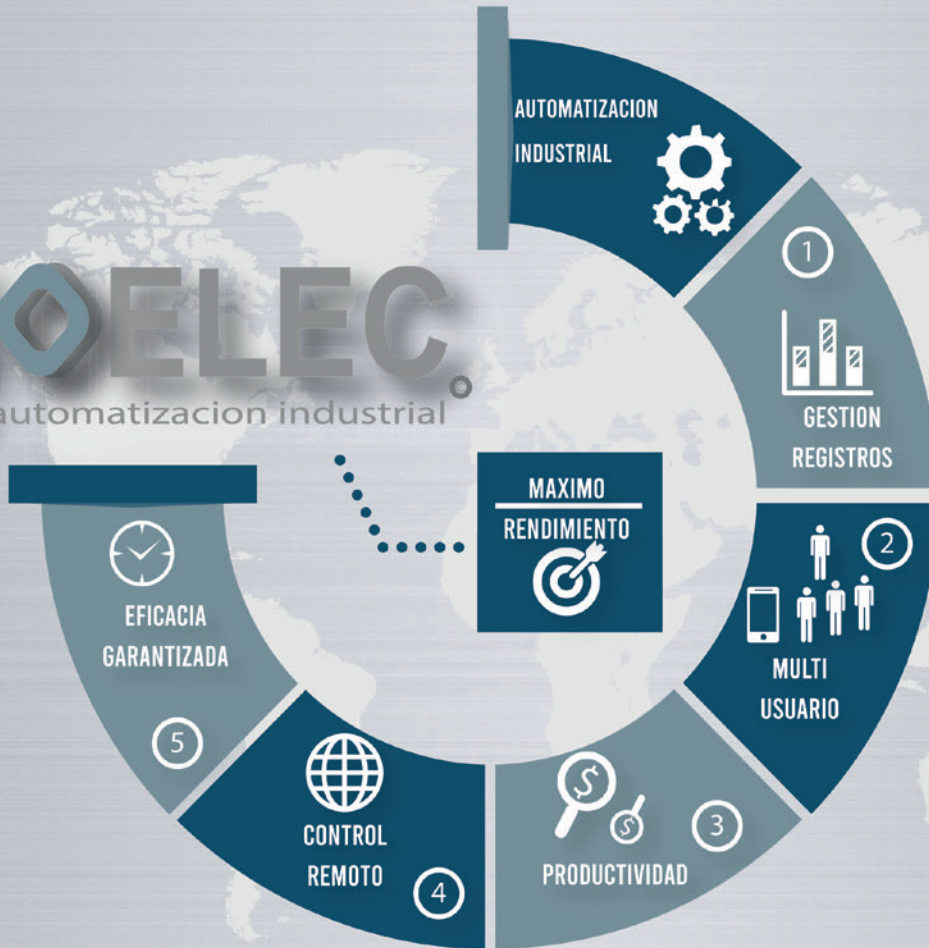 AUTOMATIZACION
INDUSTRIAL
1
GESTION
REGISTROS
ELEC
automatizacion industrial
MAXIMO
RENDIMIENTO
2
MULTI
USUARIO
$
$
3
PRODUCTIVIDAD
CONTROL
REMOTO
4
EFICACIA
GARANTIZADA
5